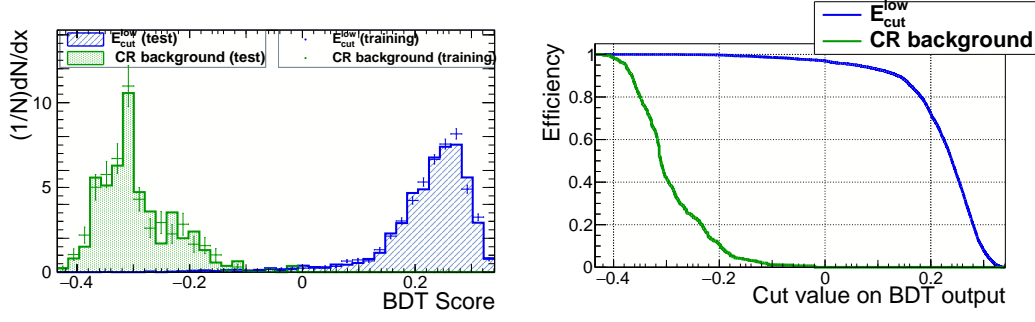 E_cut^low (test)
E_cut^low (training)
CR background (test)
CR background (training)
(1/N)dN/dx
10
5
0
−0.4
−0.2
0
0.2
BDT Score
E_cut^low
CR background
Efficiency
1
0.8
0.6
0.4
0.2
0
−0.4
−0.2
0
0.2
Cut value on BDT output